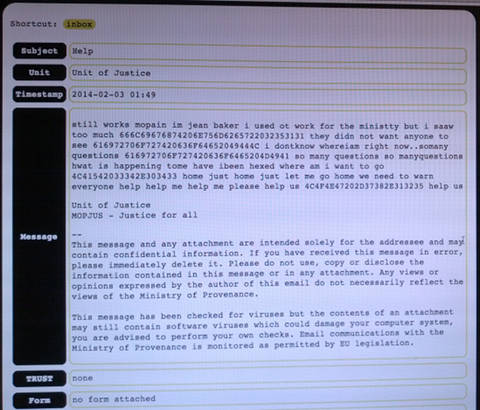 Shortcut: inbox
Subject Help
Unit Unit of Justice
Timestamp 2014-02-03 01:49
still works mopain im jean baker i used ot work for the ministty but i saaw
too much 666C69676874206E756D626572203235313l they didnot want anyone to
see 616972706F727420636F64652049444C i dontknow whereiam right now..somany
questions 616972706F727420636F6465204D4941 so many questions so manyquestions
hwat is happening tome have ibeen hexed where am i want to go
4C41542033342E303433 home just home just let me go home we need to warn
everyone help help me help me please help us 4C4F4E47202D37382E313235 help us
Unit of Justice
MOPJUS - Justice for all
Message
--
This message and any attachment are intended solely for the addressee and may
contain confidential information. If you have received this message in error,
please immediately delete it. Please do not use, copy or disclose the
information contained in this message or in any attachment. Any views or
opinions expressed by the author of this email do not necessarily reflect the
views of the Ministry of Provenance.
This message has been checked for viruses but the contents of an attachment
may still contain software viruses which could damage your computer system,
you are advised to perform your own checks. Email communications with the
Ministry of Provenance is monitored as permitted by EU legislation.
TRUST none
Form no form attached